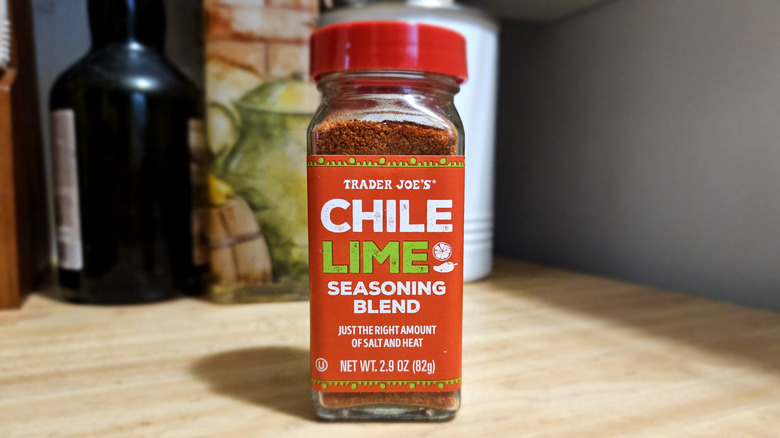 TRADER JOE'S®
CHILE
LIME
SEASONING
BLEND
JUST THE RIGHT AMOUNT
OF SALT AND HEAT
U NET WT. 2.9 OZ (82g)